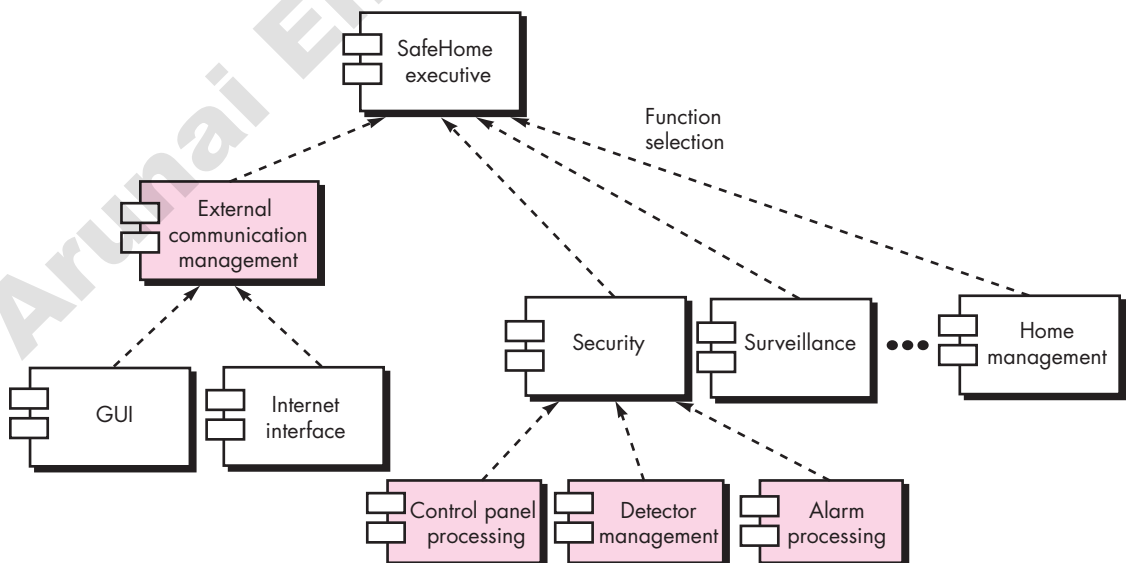 SafeHome
executive
Function
selection
External
communication
management
Security
Surveillance
Home
management
GUI
Internet
interface
Control panel
processing
Detector
management
Alarm
processing
Arunai